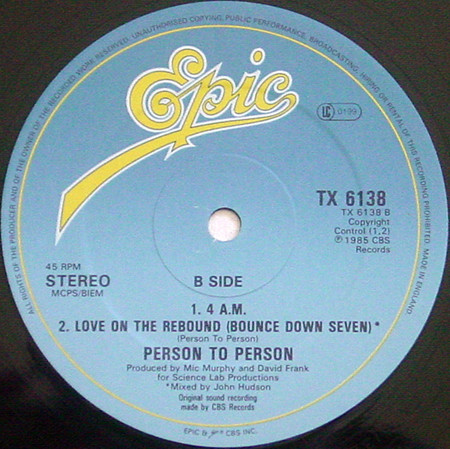 ALL RIGHTS OF THE PRODUCER AND OF THE OWNER OF THE RECORDED WORK RESERVED. UNAUTHORISED COPYING, PUBLIC PERFORMANCE, BROADCASTING, HIRING OR RENTAL OF THIS RECORDING PROHIBITED. MADE IN ENGLAND.
Epic
LC 0199
TX 6138
TX 6138 B
Copyright
Control (1,2)
℗ 1985 CBS
Records
45 RPM
STEREO
MCPS/BIEM
B SIDE
1. 4 A.M.
2. LOVE ON THE REBOUND (BOUNCE DOWN SEVEN)*
(Person To Person)
PERSON TO PERSON
Produced by Mic Murphy and David Frank
for Science Lab Productions
*Mixed by John Hudson
Original sound recording
made by CBS Records
EPIC & CBS INC.